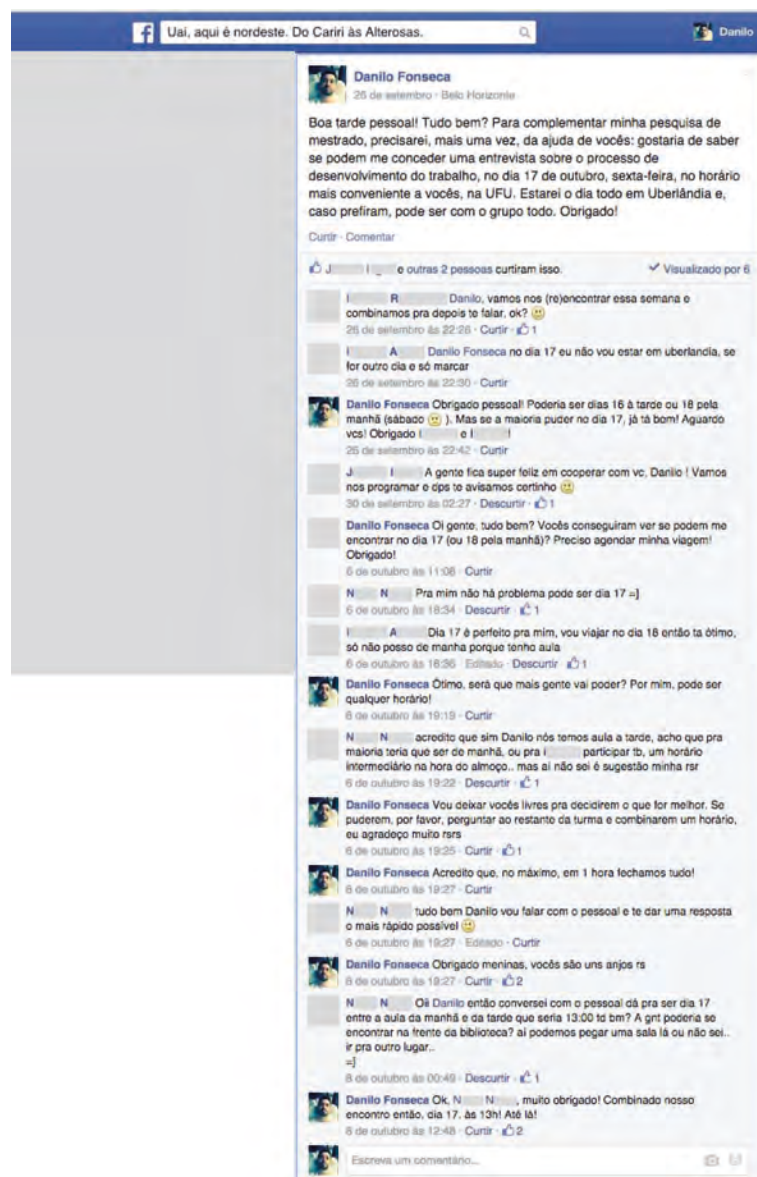 f Uai, aqui é nordeste. Do Cariri às Alterosas. Danilo
Danilo Fonseca
26 de setembro · Belo Horizonte
Boa tarde pessoal! Tudo bem? Para complementar minha pesquisa de
mestrado, precisarei, mais uma vez, da ajuda de vocês: gostaria de saber
se podem me conceder uma entrevista sobre o processo de
desenvolvimento do trabalho, no dia 17 de outubro, sexta-feira, no horário
mais conveniente a vocês, na UFU. Estarei o dia todo em Uberlândia e,
caso prefiram, pode ser com o grupo todo. Obrigado!
Curtir · Comentar
J I e outras 2 pessoas curtiram isso. Visualizado por 6
I R Danilo, vamos nos (re)encontrar essa semana e
combinamos pra depois te falar, ok?
26 de setembro às 22:26 · Curtir · 1
I A Danilo Fonseca no dia 17 eu não vou estar em uberlandia, se
for outro dia e só marcar
26 de setembro às 22:30 · Curtir
Danilo Fonseca Obrigado pessoal! Poderia ser dias 16 à tarde ou 18 pela
manhã (sábado ). Mas se a maioria puder no dia 17, já tá bom! Aguardo
vcs! Obrigado I e I !
26 de setembro às 22:42 · Curtir
J I A gente fica super feliz em cooperar com vc, Danilo ! Vamos
nos programar e dps te avisamos certinho
30 de setembro às 02:27 · Descurtir · 1
Danilo Fonseca Oi gente, tudo bem? Vocês conseguiram ver se podem me
encontrar no dia 17 (ou 18 pela manhã)? Preciso agendar minha viagem!
Obrigado!
6 de outubro às 11:08 · Curtir
N N Pra mim não há problema pode ser dia 17 =]
6 de outubro às 18:34 · Descurtir · 1
I A Dia 17 é perfeito pra mim, vou viajar no dia 18 então ta ótimo,
só não posso de manha porque tenho aula
6 de outubro às 18:36 · Editado · Descurtir · 1
Danilo Fonseca Ótimo, será que mais gente vai poder? Por mim, pode ser
qualquer horário!
6 de outubro às 19:19 · Curtir
N N acredito que sim Danilo nós temos aula a tarde, acho que pra
maioria teria que ser de manhã, ou pra i participar tb, um horário
intermediário na hora do almoço.. mas ai não sei é sugestão minha rsr
6 de outubro às 19:22 · Descurtir · 1
Danilo Fonseca Vou deixar vocês livres pra decidirem o que for melhor. Se
puderem, por favor, perguntar ao restante da turma e combinarem um horário,
eu agradeço muito rsrs
6 de outubro às 19:25 · Curtir · 1
Danilo Fonseca Acredito que, no máximo, em 1 hora fechamos tudo!
6 de outubro às 19:27 · Curtir
N N tudo bem Danilo vou falar com o pessoal e te dar uma resposta
o mais rápido possível
6 de outubro às 19:27 · Editado · Curtir
Danilo Fonseca Obrigado meninas, vocês são uns anjos rs
6 de outubro às 19:27 · Curtir · 2
N N Oii Danilo então conversei com o pessoal dá pra ser dia 17
entre a aula da manhã e da tarde que seria 13:00 td bm? A gnt poderia se
encontrar na frente da biblioteca? ai podemos pegar uma sala lá ou não sei..
ir pra outro lugar..
=]
8 de outubro às 00:49 · Descurtir · 1
Danilo Fonseca Ok, N N , muito obrigado! Combinado nosso
encontro então, dia 17, às 13h! Até lá!
8 de outubro às 12:48 · Curtir · 2
Escreva um comentário...